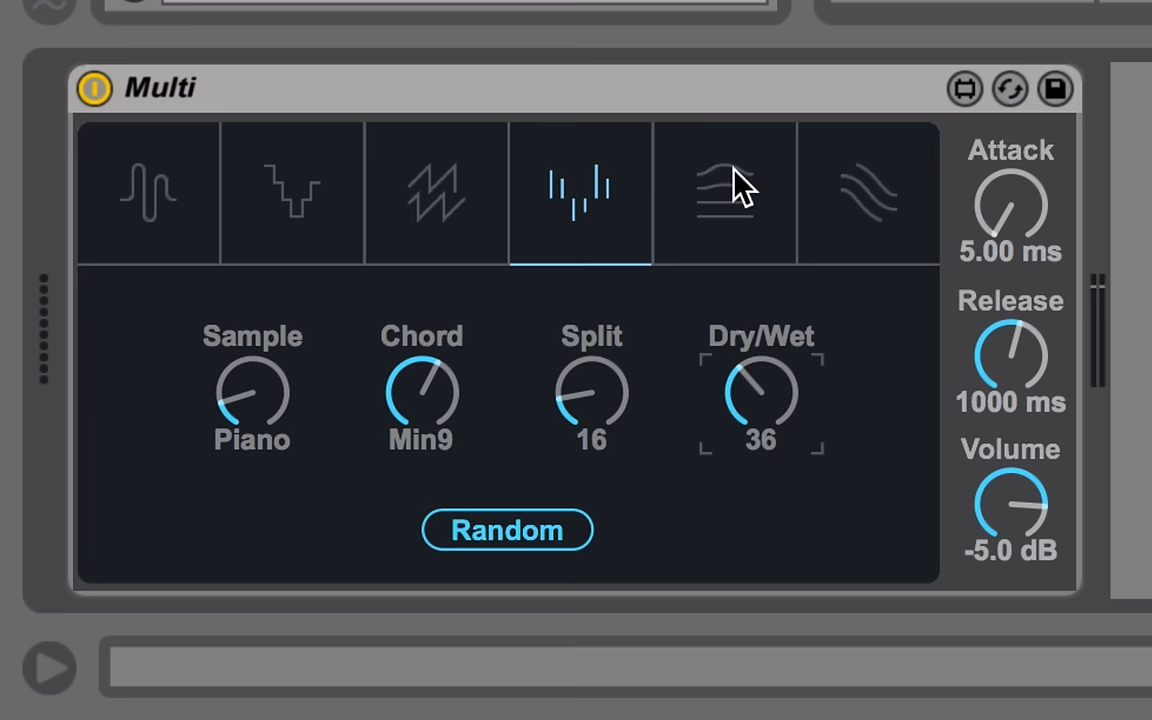 Multi
Attack
5.00 ms
Release
1000 ms
Volume
-5.0 dB
Sample Chord Split Dry/Wet
Piano Min9 16 36
Random